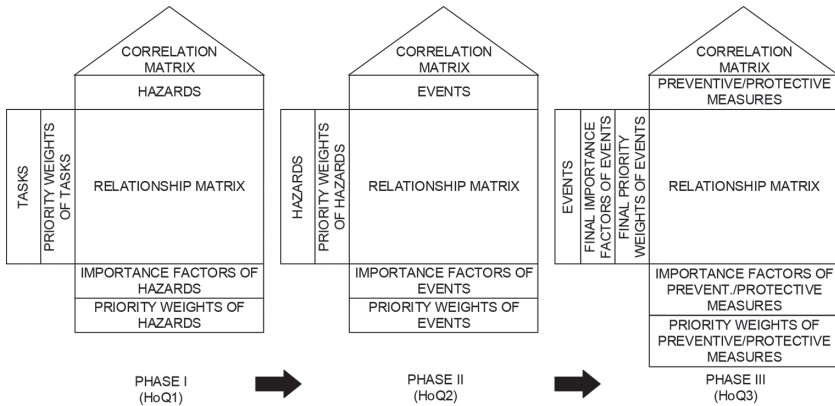 CORRELATION
MATRIX
HAZARDS
TASKS
PRIORITY WEIGHTS
OF TASKS
RELATIONSHIP MATRIX
IMPORTANCE FACTORS OF
HAZARDS
PRIORITY WEIGHTS OF
HAZARDS
PHASE I
(HoQ1)
CORRELATION
MATRIX
EVENTS
HAZARDS
PRIORITY WEIGHTS
OF HAZARDS
RELATIONSHIP MATRIX
IMPORTANCE FACTORS OF
EVENTS
PRIORITY WEIGHTS OF
EVENTS
PHASE II
(HoQ2)
CORRELATION
MATRIX
PREVENTIVE/PROTECTIVE
MEASURES
EVENTS
FINAL IMPORTANCE
FACTORS OF EVENTS
FINAL PRIORITY
WEIGHTS OF EVENTS
RELATIONSHIP MATRIX
IMPORTANCE FACTORS OF
PREVENT./PROTECTIVE
MEASURES
PRIORITY WEIGHTS OF
PREVENTIVE/PROTECTIVE
MEASURES
PHASE III
(HoQ3)